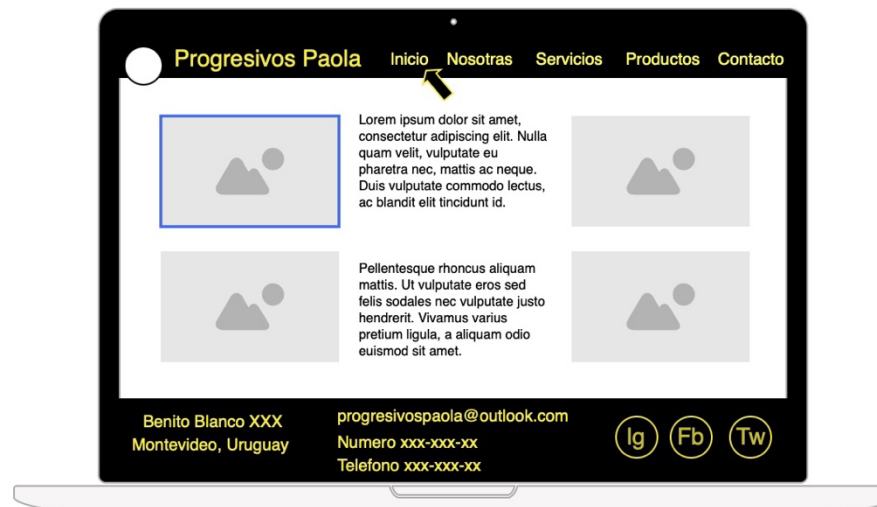 Progresivos Paola Inicio Nosotras Servicios Productos Contacto
Lorem ipsum dolor sit amet,
consectetur adipiscing elit. Nulla
quam velit, vulputate eu
pharetra nec, mattis ac neque.
Duis vulputate commodo lectus,
ac blandit elit tincidunt id.
Pellentesque rhoncus aliquam
mattis. Ut vulputate eros sed
felis sodales nec vulputate justo
hendrerit. Vivamus varius
pretium ligula, a aliquam odio
euismod sit amet.
Benito Blanco XXX
Montevideo, Uruguay
progresivospaola@outlook.com
Numero xxx-xxx-xx
Telefono xxx-xxx-xx
Ig Fb Tw